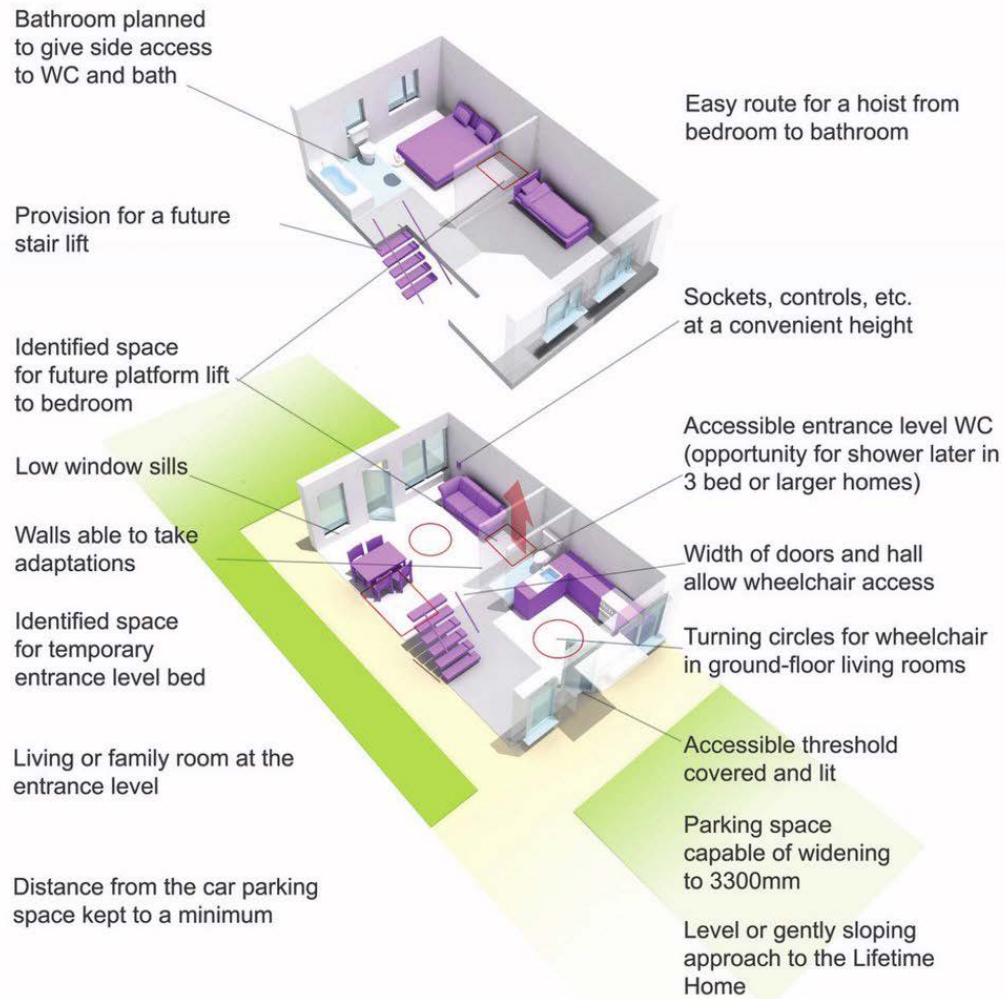 Bathroom planned
to give side access
to WC and bath
Provision for a future
stair lift
Identified space
for future platform lift
to bedroom
Low window sills
Walls able to take
adaptations
Identified space
for temporary
entrance level bed
Living or family room at the
entrance level
Distance from the car parking
space kept to a minimum
Easy route for a hoist from
bedroom to bathroom
Sockets, controls, etc.
at a convenient height
Accessible entrance level WC
(opportunity for shower later in
3 bed or larger homes)
Width of doors and hall
allow wheelchair access
Turning circles for wheelchair
in ground-floor living rooms
Accessible threshold
covered and lit
Parking space
capable of widening
to 3300mm
Level or gently sloping
approach to the Lifetime
Home